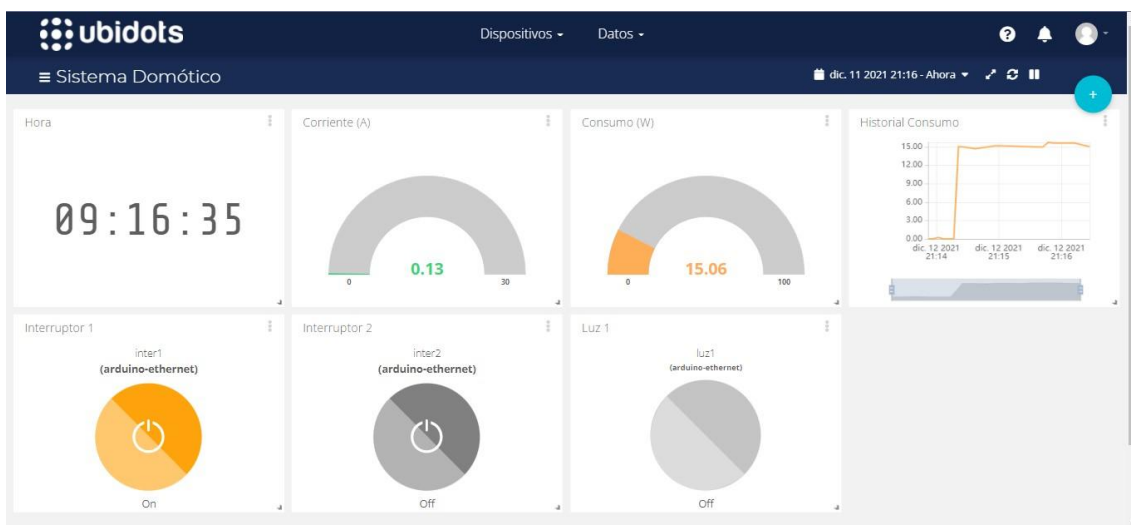 ubidots
Dispositivos
Datos
Sistema Domótico
dic. 11 2021 21:16 - Ahora
+
Hora
09:16:35
Corriente (A)
0.13
0
30
Consumo (W)
15.06
0
100
Historial Consumo
15.00
12.00
9.00
6.00
3.00
0.00
dic. 12 2021
21:14
dic. 12 2021
21:15
dic. 12 2021
21:16
Interruptor 1
inter1
(arduino-ethernet)
On
Interruptor 2
inter2
(arduino-ethernet)
Off
Luz 1
luz1
(arduino-ethernet)
Off